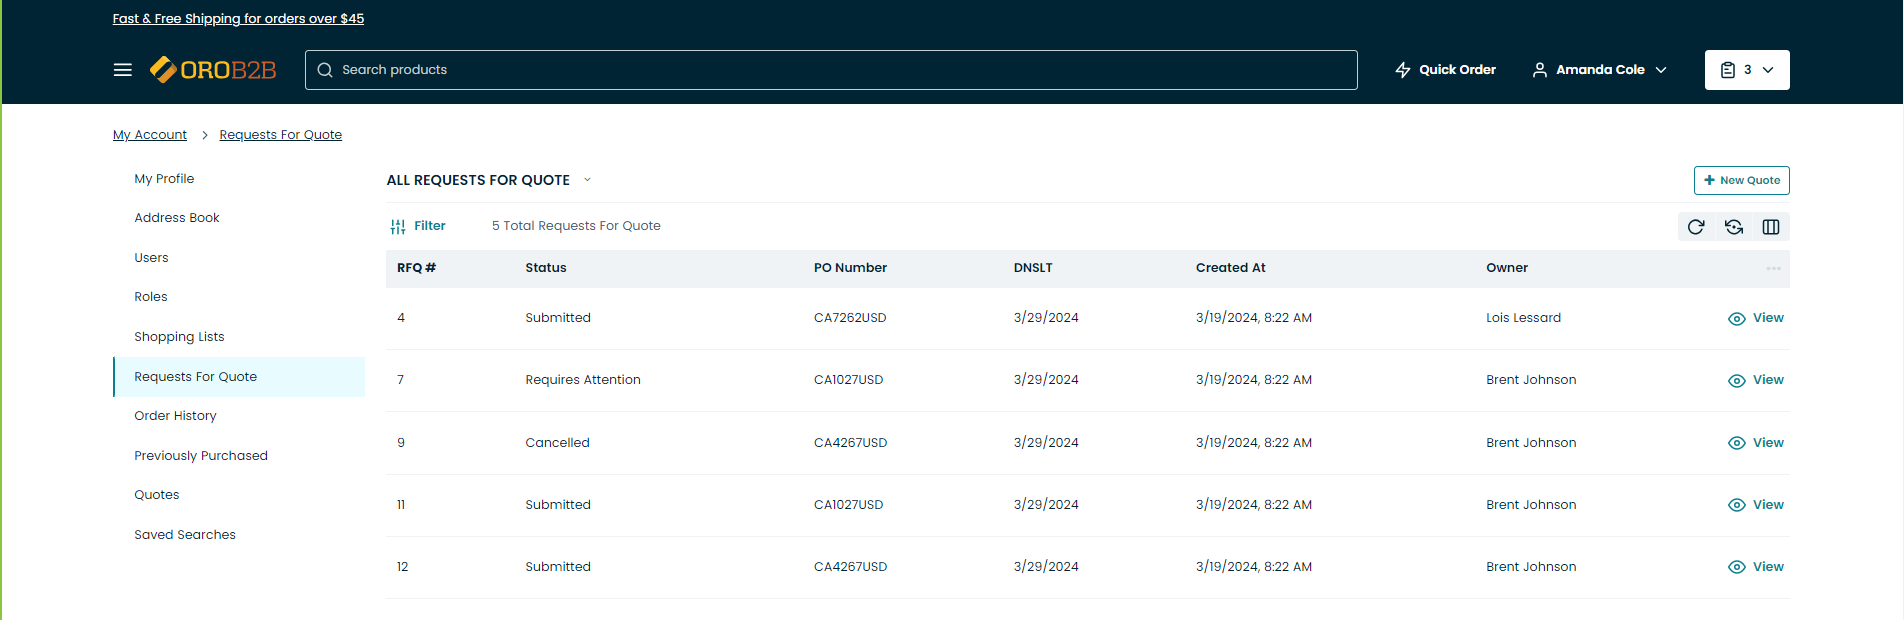 Fast & Free Shipping for orders over $45
OROB2B
Search products
Quick Order
Amanda Cole
3
My Account > Requests For Quote
My Profile
Address Book
Users
Roles
Shopping Lists
Requests For Quote
Order History
Previously Purchased
Quotes
Saved Searches
ALL REQUESTS FOR QUOTE
+ New Quote
Filter
5 Total Requests For Quote
RFQ # Status PO Number DNSLT Created At Owner
4 Submitted CA7262USD 3/29/2024 3/19/2024, 8:22 AM Lois Lessard View
7 Requires Attention CA1027USD 3/29/2024 3/19/2024, 8:22 AM Brent Johnson View
9 Cancelled CA4267USD 3/29/2024 3/19/2024, 8:22 AM Brent Johnson View
11 Submitted CA1027USD 3/29/2024 3/19/2024, 8:22 AM Brent Johnson View
12 Submitted CA4267USD 3/29/2024 3/19/2024, 8:22 AM Brent Johnson View